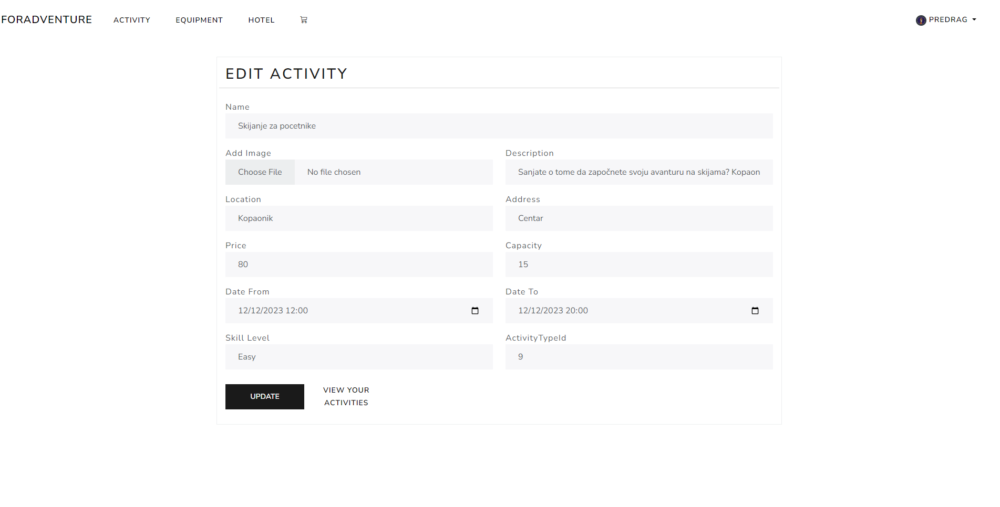 FORADVENTURE ACTIVITY EQUIPMENT HOTEL PREDRAG
EDIT ACTIVITY
Name
Skijanje za pocetnike
Add Image Description
Choose File No file chosen Sanjate o tome da započnete svoju avanturu na skijama? Kopaon
Location Address
Kopaonik Centar
Price Capacity
80 15
Date From Date To
12/12/2023 12:00 12/12/2023 20:00
Skill Level ActivityTypeId
Easy 9
UPDATE VIEW YOUR
ACTIVITIES